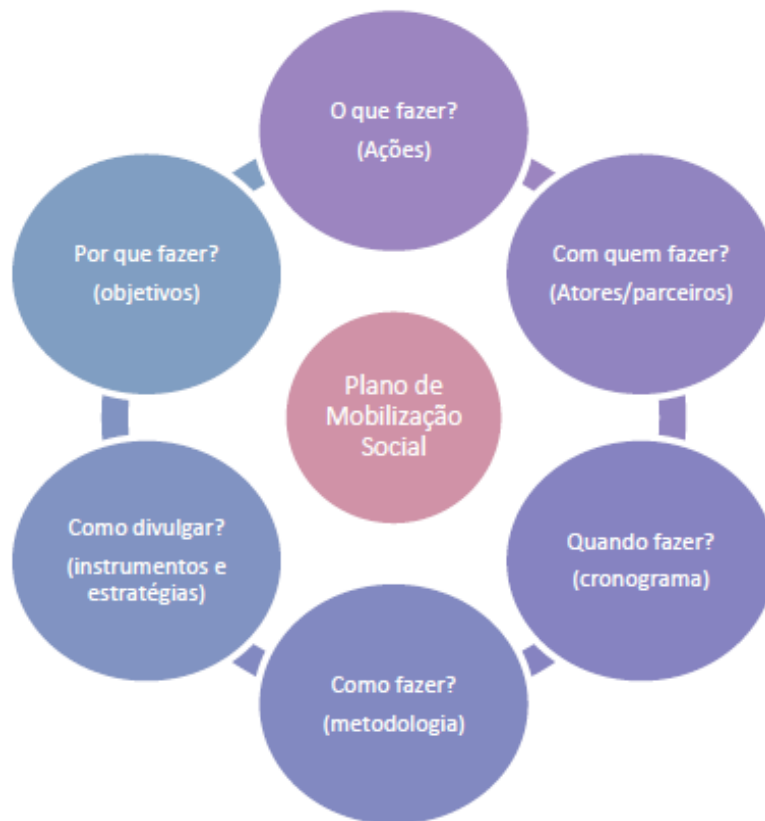 O que fazer?
(Ações)
Com quem fazer?
(Atores/parceiros)
Quando fazer?
(cronograma)
Como fazer?
(metodologia)
Como divulgar?
(instrumentos e
estratégias)
Por que fazer?
(objetivos)
Plano de
Mobilização
Social